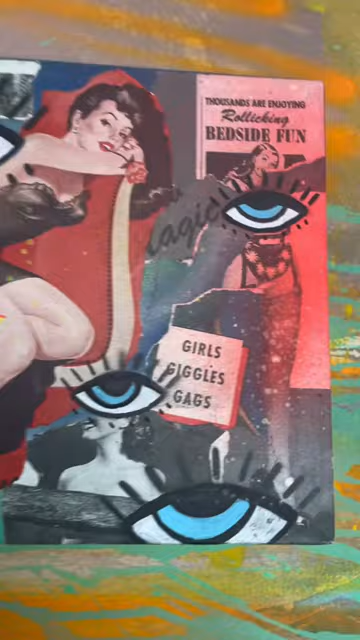 THOUSANDS ARE ENJOYING
Rollicking
BEDSIDE FUN
GIRLS
GIGGLES
GAGS